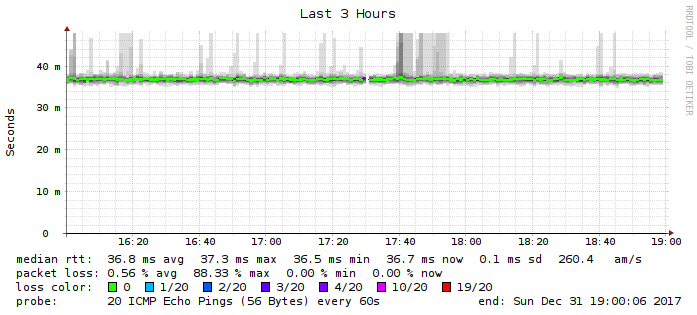 Last 3 Hours
RRDTOOL / TOBI OETIKER
Seconds
40 m
30 m
20 m
10 m
0
16:20 16:40 17:00 17:20 17:40 18:00 18:20 18:40 19:00
median rtt: 36.8 ms avg 37.3 ms max 36.5 ms min 36.7 ms now 0.1 ms sd 260.4 am/s
packet loss: 0.56 % avg 88.33 % max 0.00 % min 0.00 % now
loss color: 0 1/20 2/20 3/20 4/20 10/20 19/20
probe: 20 ICMP Echo Pings (56 Bytes) every 60s end: Sun Dec 31 19:00:06 2017